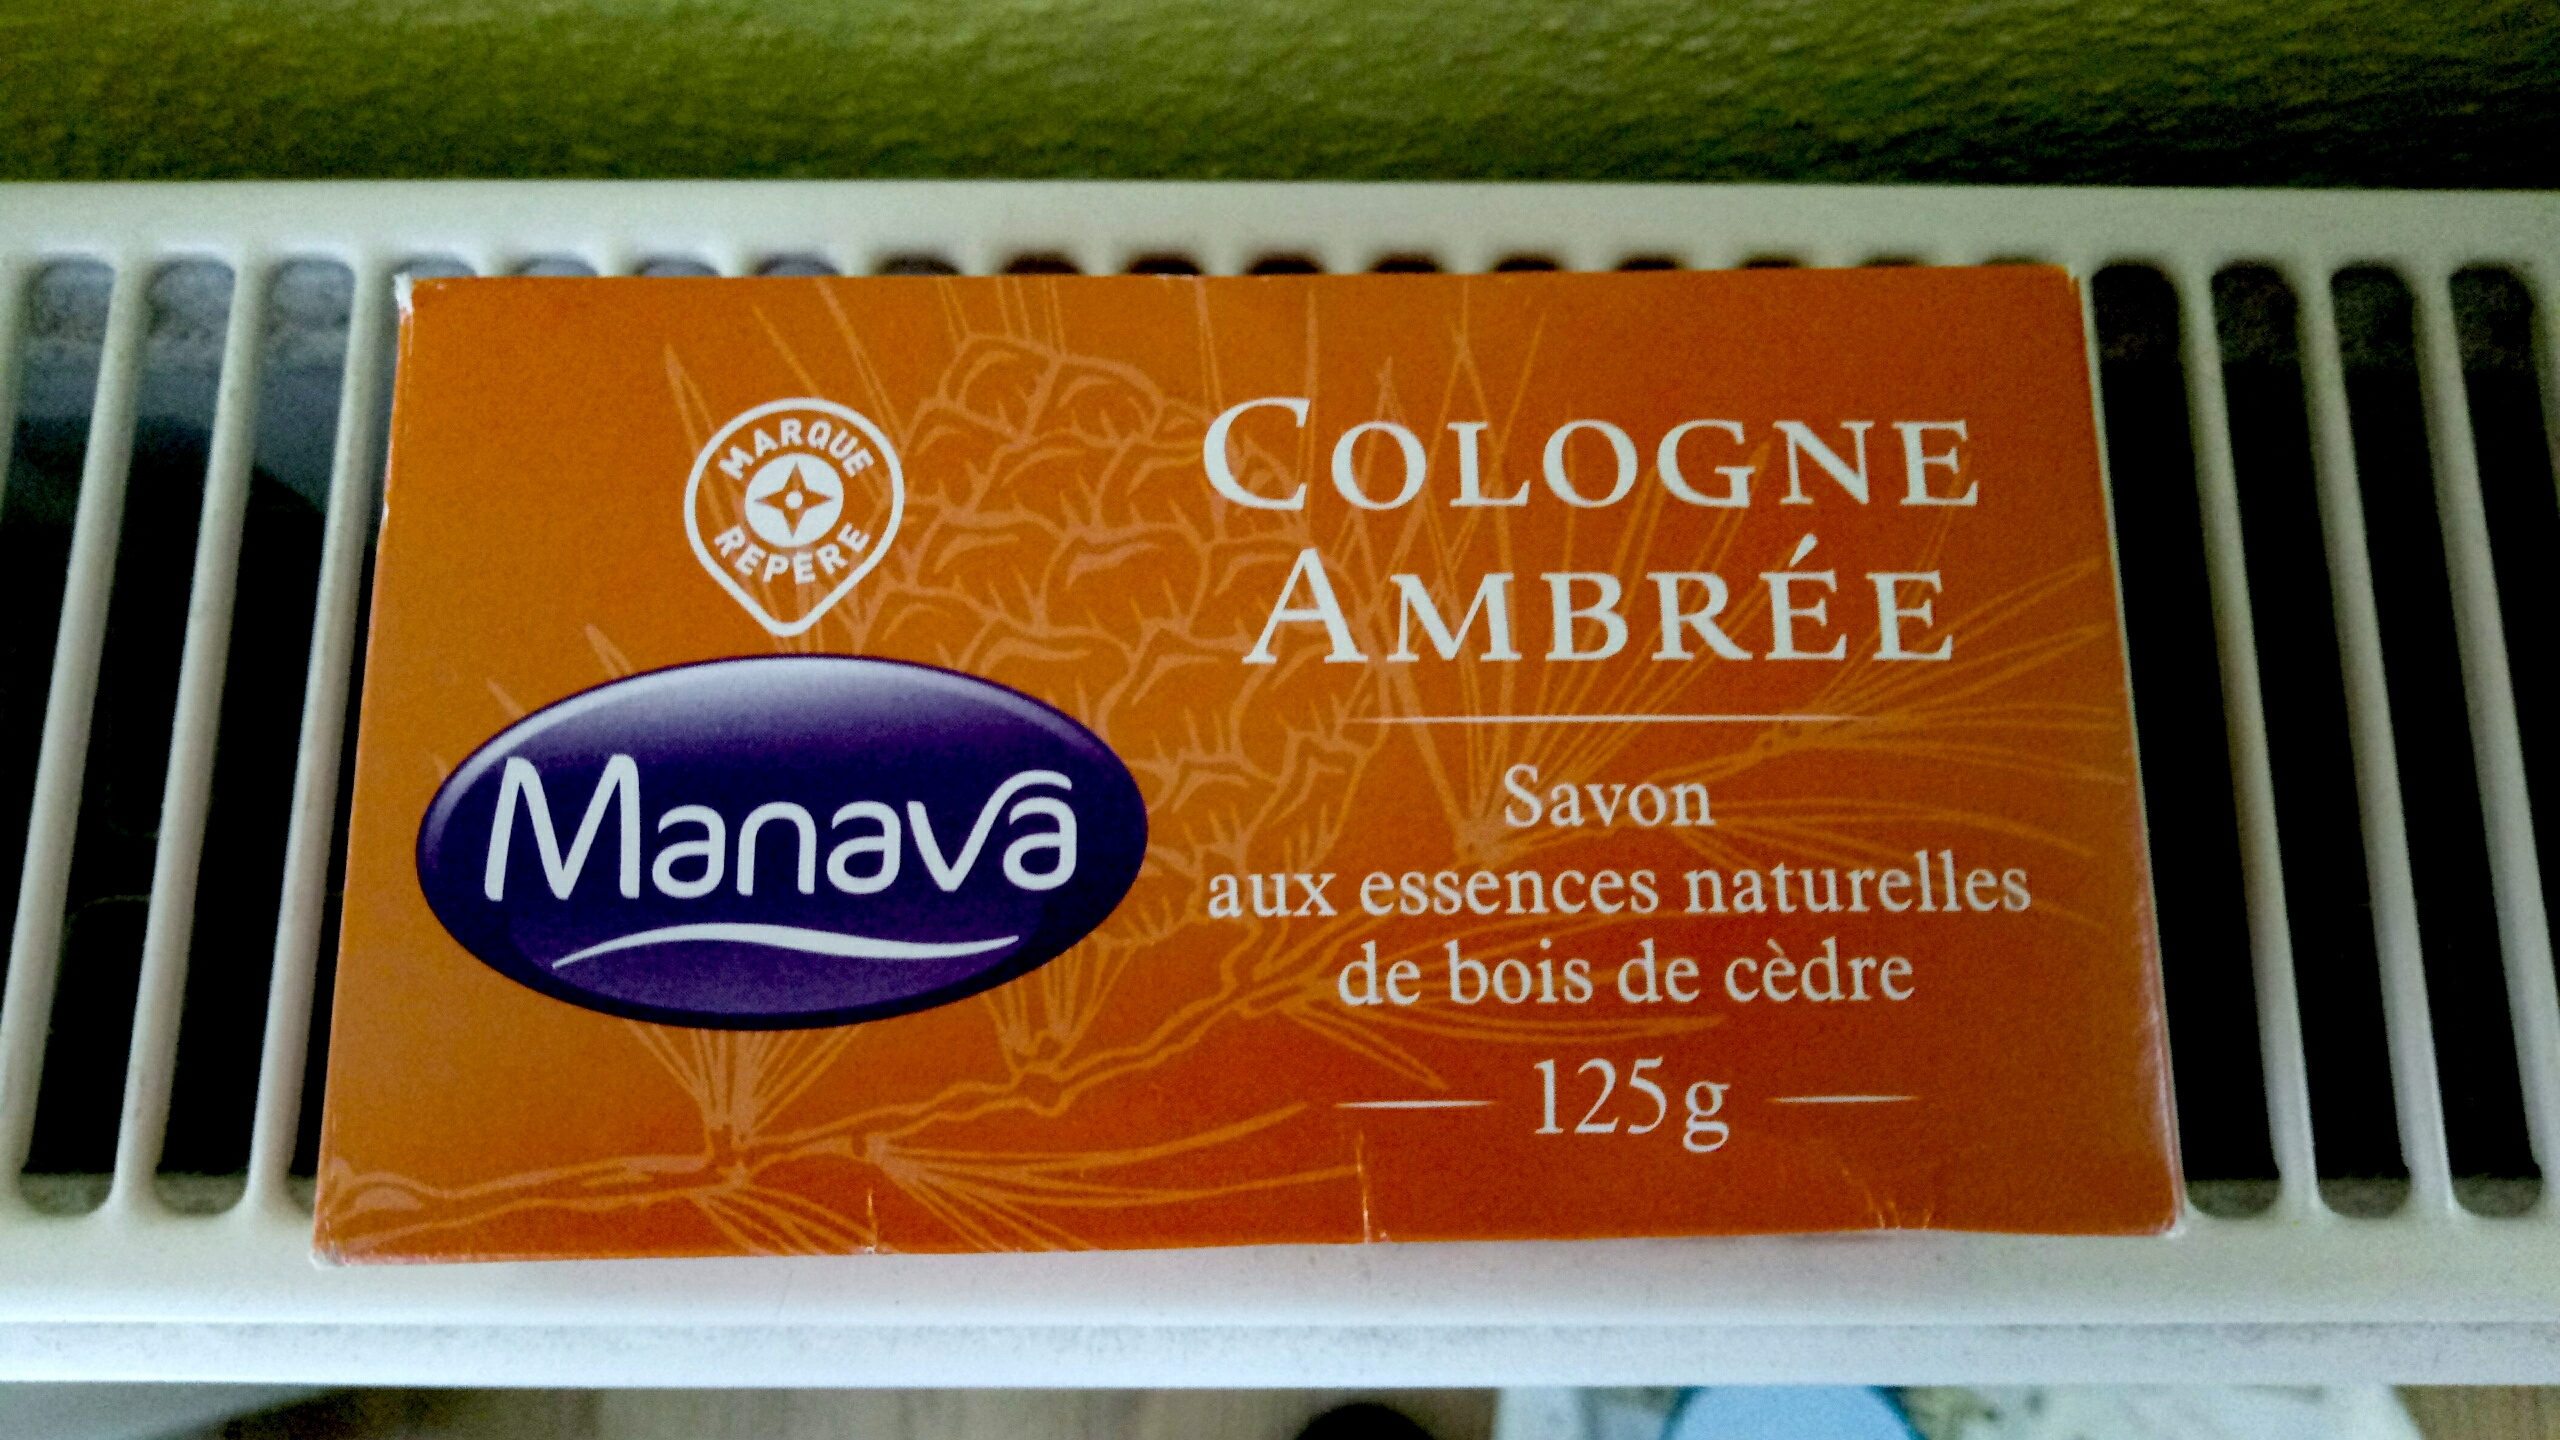 MARQUE
REPÈRE
Manava
COLOGNE
AMBRÉE
Savon
aux essences naturelles
de bois de cèdre
125g